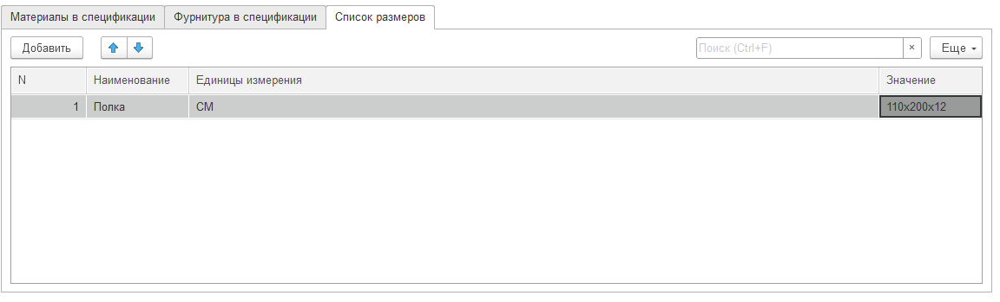 Материалы в спецификации Фурнитура в спецификации Список размеров
Добавить Поиск (Ctrl+F) × Еще
N Наименование Единицы измерения Значение
1 Полка СМ 110x200x12